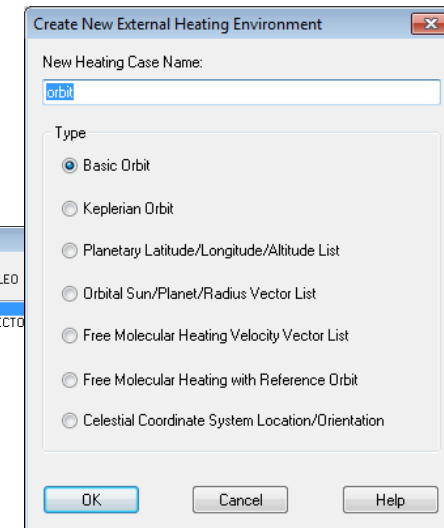 Create New External Heating Environment
New Heating Case Name:
orbit
Type
Basic Orbit
Keplerian Orbit
Planetary Latitude/Longitude/Altitude List
Orbital Sun/Planet/Radius Vector List
Free Molecular Heating Velocity Vector List
Free Molecular Heating with Reference Orbit
Celestial Coordinate System Location/Orientation
OK
Cancel
Help
LEO
ECTO